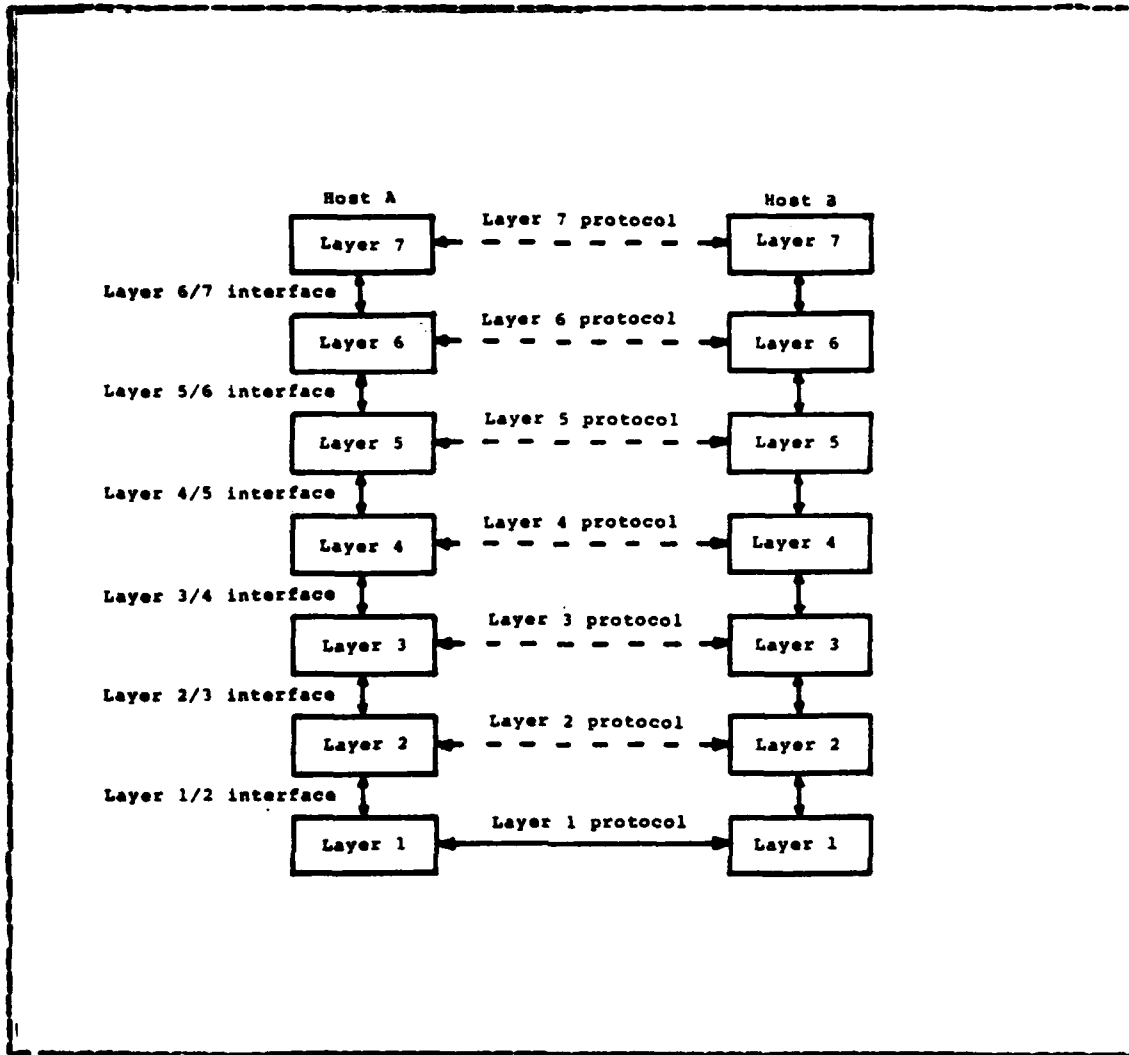 Host A
Host B
Layer 7 protocol
Layer 7
Layer 7
Layer 6/7 interface
Layer 6 protocol
Layer 6
Layer 6
Layer 5/6 interface
Layer 5 protocol
Layer 5
Layer 5
Layer 4/5 interface
Layer 4 protocol
Layer 4
Layer 4
Layer 3/4 interface
Layer 3 protocol
Layer 3
Layer 3
Layer 2/3 interface
Layer 2 protocol
Layer 2
Layer 2
Layer 1/2 interface
Layer 1 protocol
Layer 1
Layer 1